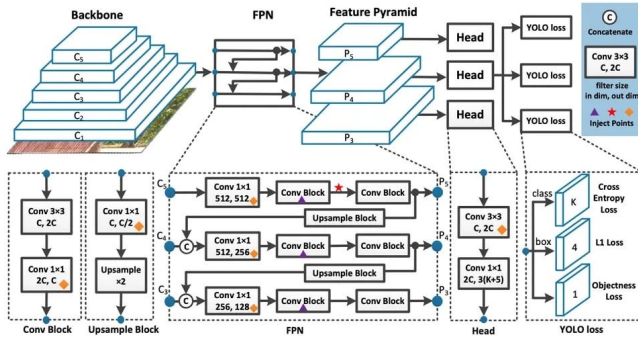 Backbone
FPN
Feature Pyramid
C5
C4
C3
C2
C1
P5
P4
P3
Head
Head
Head
YOLO loss
YOLO loss
YOLO loss
C
Concatenate
Conv 3×3
C, 2C
filter size
in dim, out dim
Inject Points
Conv 3×3
C, 2C
1×1
2C, C
Conv Block
Conv 1×1
C, C/2
Upsample
×2
Upsample Block
C5
Conv 1×1
512, 512
Conv Block
Conv Block
P5
Upsample Block
C4
C
Conv 1×1
512, 256
Conv Block
Conv Block
P4
Upsample Block
C3
C
Conv 1×1
256, 128
Conv Block
Conv Block
P3
FPN
Conv 3×3
C, 2C
Conv 1×1
2C, 3(K+5)
Head
class
K
Cross
Entropy
Loss
box
4
L1 Loss
1
Objectness
Loss
YOLO loss